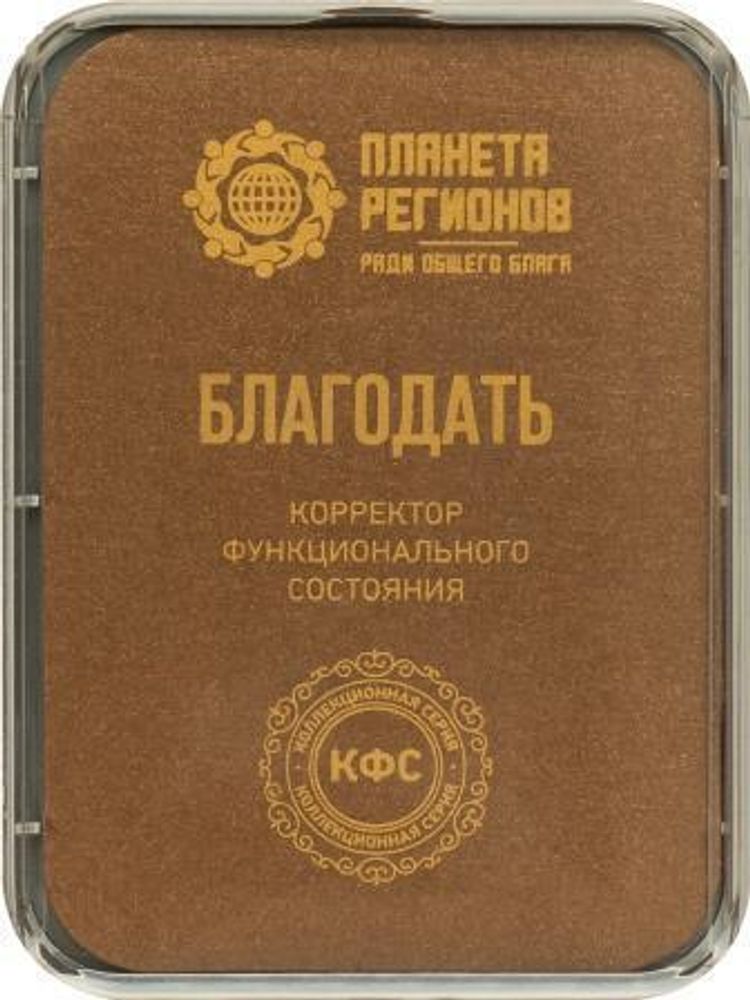 ПЛАНЕТА
РЕГИОНОВ
РАДИ ОБЩЕГО БЛАГА
БЛАГОДАТЬ
КОРРЕКТОР
ФУНКЦИОНАЛЬНОГО
СОСТОЯНИЯ
КОЛЛЕКЦИОННАЯ СЕРИЯ
КФС
КОЛЛЕКЦИОННАЯ СЕРИЯ